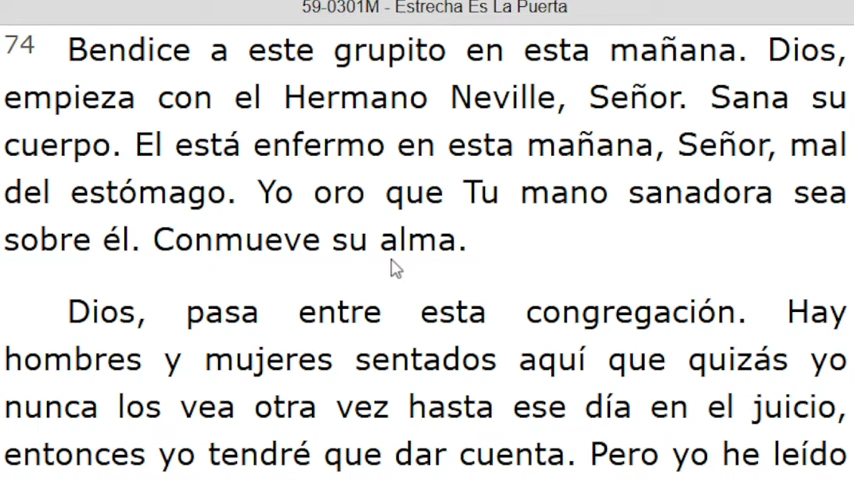 59-0301M - Estrecha Es La Puerta
74 Bendice a este grupito en esta mañana. Dios,
empieza con el Hermano Neville, Señor. Sana su
cuerpo. El está enfermo en esta mañana, Señor, mal
del estómago. Yo oro que Tu mano sanadora sea
sobre él. Conmueve su alma.
Dios, pasa entre esta congregación. Hay
hombres y mujeres sentados aquí que quizás yo
nunca los vea otra vez hasta ese día en el juicio,
entonces yo tendré que dar cuenta. Pero yo he leído